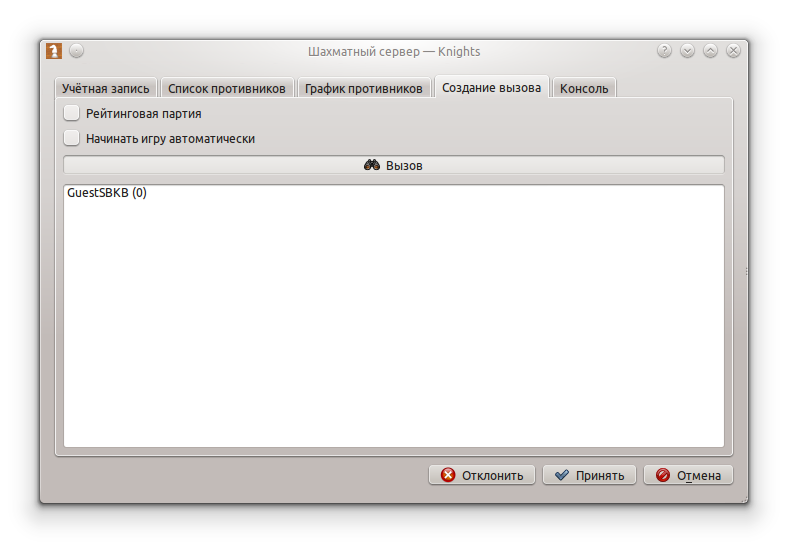 Шахматный сервер — Knights
Учётная запись Список противников График противников Создание вызова Консоль
Рейтинговая партия
Начинать игру автоматически
Вызов
GuestSBKB (0)
Отклонить Принять Отмена